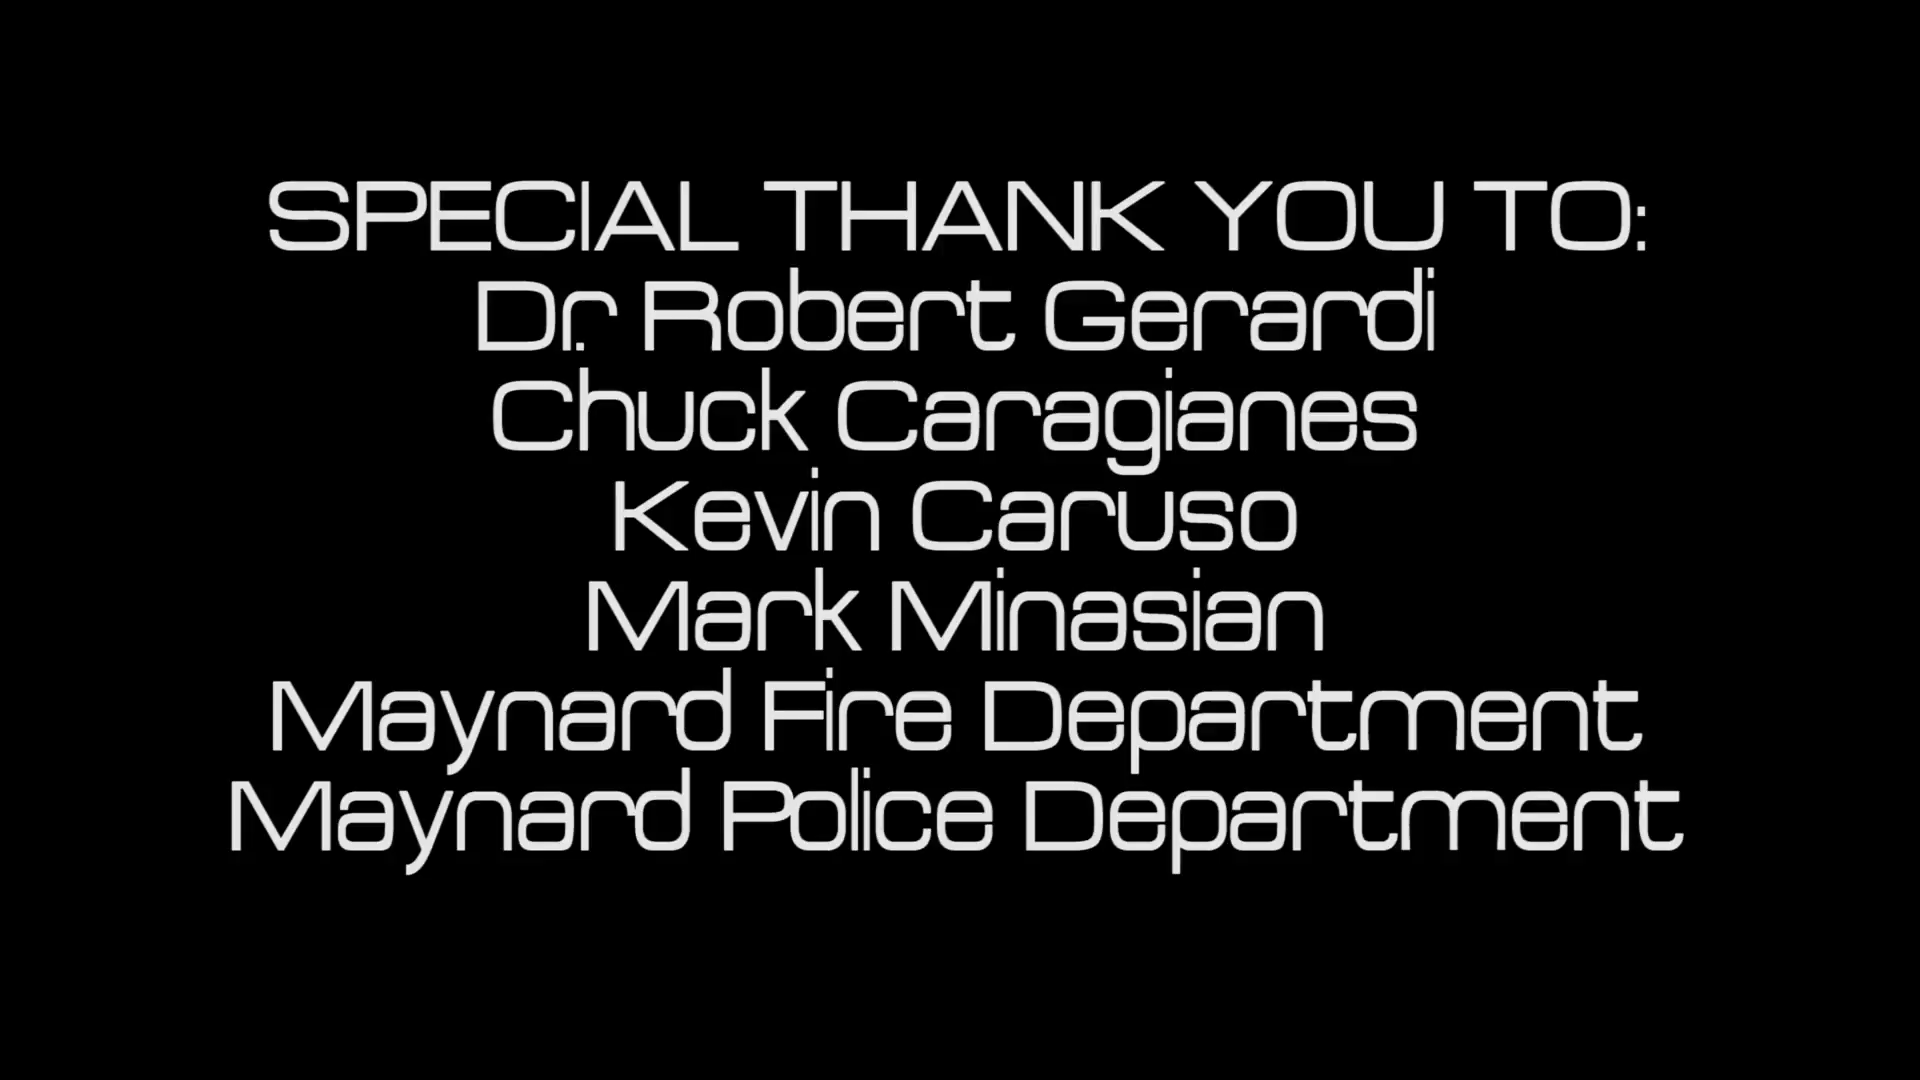 SPECIAL THANK YOU TO:
Dr. Robert Gerardi
Chuck Caragianes
Kevin Caruso
Mark Minasian
Maynard Fire Department
Maynard Police Department